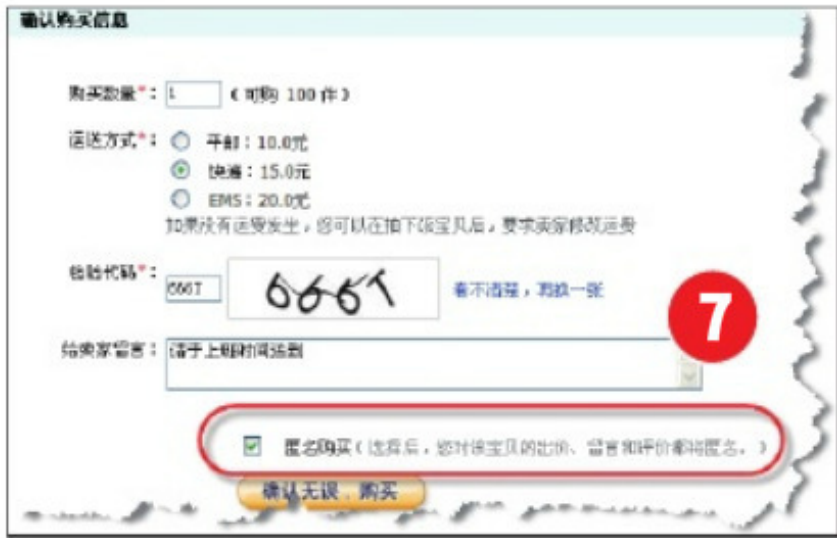 确认购买信息
购买数量*： 1 （可购 100 件）
运送方式*： 平邮：10.0元
快递：15.0元
EMS：20.0元
如果没有运费发生，您可以在拍下该宝贝后，要求卖家修改运费
检验代码*： 6667 6667 看不清楚，再换一张
7
给卖家留言： 请于上班时间送到
匿名购买（选择后，您对该宝贝的出价、留言和评价都将匿名。）
确认无误，购买